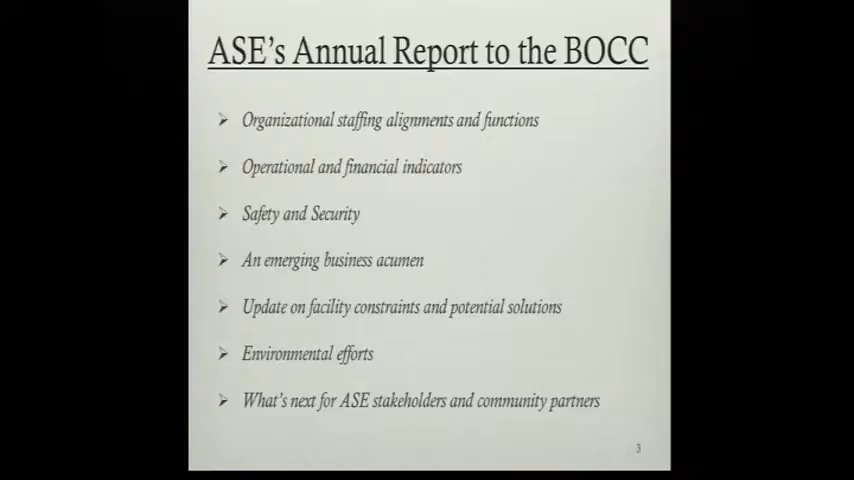 ASE's Annual Report to the BOCC
Organizational staffing alignments and functions
Operational and financial indicators
Safety and Security
An emerging business acumen
Update on facility constraints and potential solutions
Environmental efforts
What's next for ASE stakeholders and community partners
3